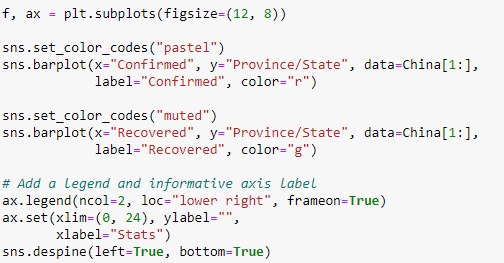 f, ax = plt.subplots(figsize=(12, 8))
sns.set_color_codes("pastel")
sns.barplot(x="Confirmed", y="Province/State", data=China[1:],
label="Confirmed", color="r")
sns.set_color_codes("muted")
sns.barplot(x="Recovered", y="Province/State", data=China[1:],
label="Recovered", color="g")
# Add a legend and informative axis label
ax.legend(ncol=2, loc="lower right", frameon=True)
ax.set(xlim=(0, 24), ylabel="",
xlabel="Stats")
sns.despine(left=True, bottom=True)